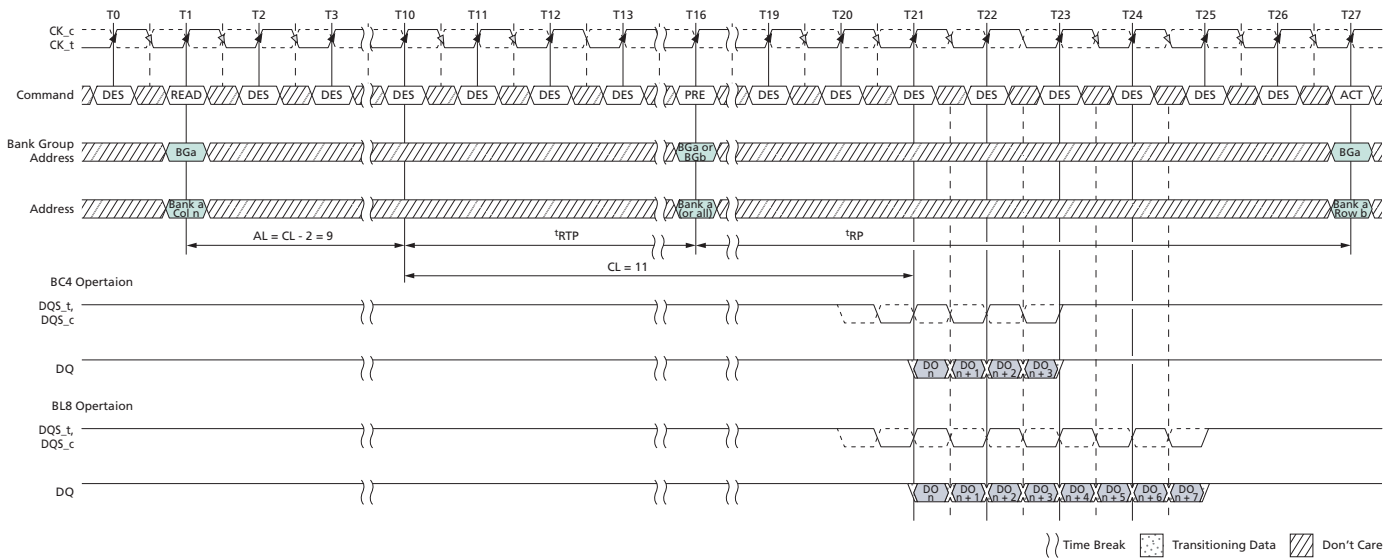 T0 T1 T2 T3 T10 T11 T12 T13 T16 T19 T20 T21 T22 T23 T24 T25 T26 T27
CK_c
CK_t
Command DES READ DES DES DES DES DES DES PRE DES DES DES DES DES DES DES DES ACT
Bank Group
Address
BGa
BGa or
BGb
BGa
Address
Bank a
Col n
Bank a
(or all)
Bank a
Row b
AL = CL - 2 = 9 tRTP tRP
CL = 11
BC4 Opertaion
DQS_t,
DQS_c
DQ
DO
n
DO
n + 1
DO
n + 2
DO
n + 3
BL8 Opertaion
DQS_t,
DQS_c
DQ
DO
n
DO
n + 1
DO
n + 2
DO
n + 3
DO
n + 4
DO
n + 5
DO
n + 6
DO
n + 7
Time Break Transitioning Data Don't Care